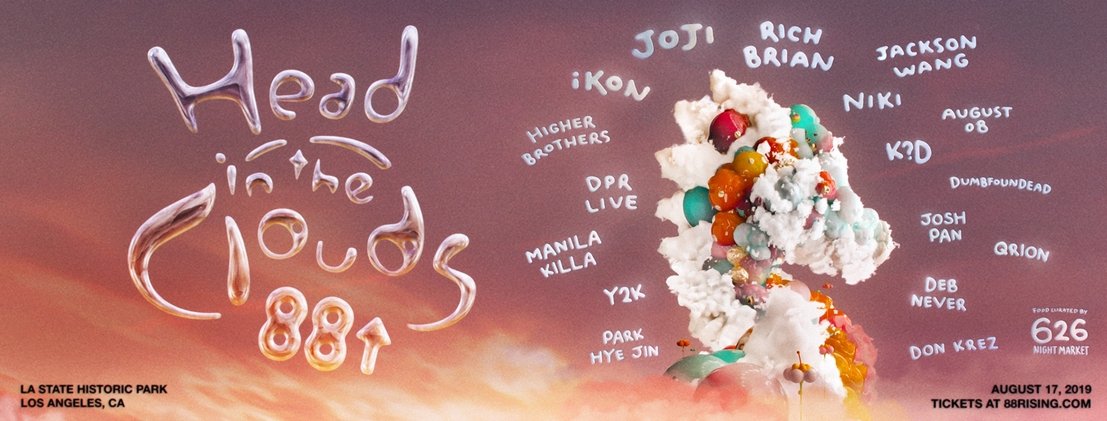 Head
in the
Clouds
88↑
JOJI
RICH
BRIAN
JACKSON
WANG
iKON
NIKI
AUGUST
08
HIGHER
BROTHERS
K?D
DPR
LIVE
DUMBFOUNDEAD
JOSH
PAN
MANILA
KILLA
QRION
Y2K
DEB
NEVER
PARK
HYE JIN
DON KREZ
FOOD CURATED BY
626
NIGHT MARKET
LA STATE HISTORIC PARK
LOS ANGELES, CA
AUGUST 17, 2019
TICKETS AT 88RISING.COM